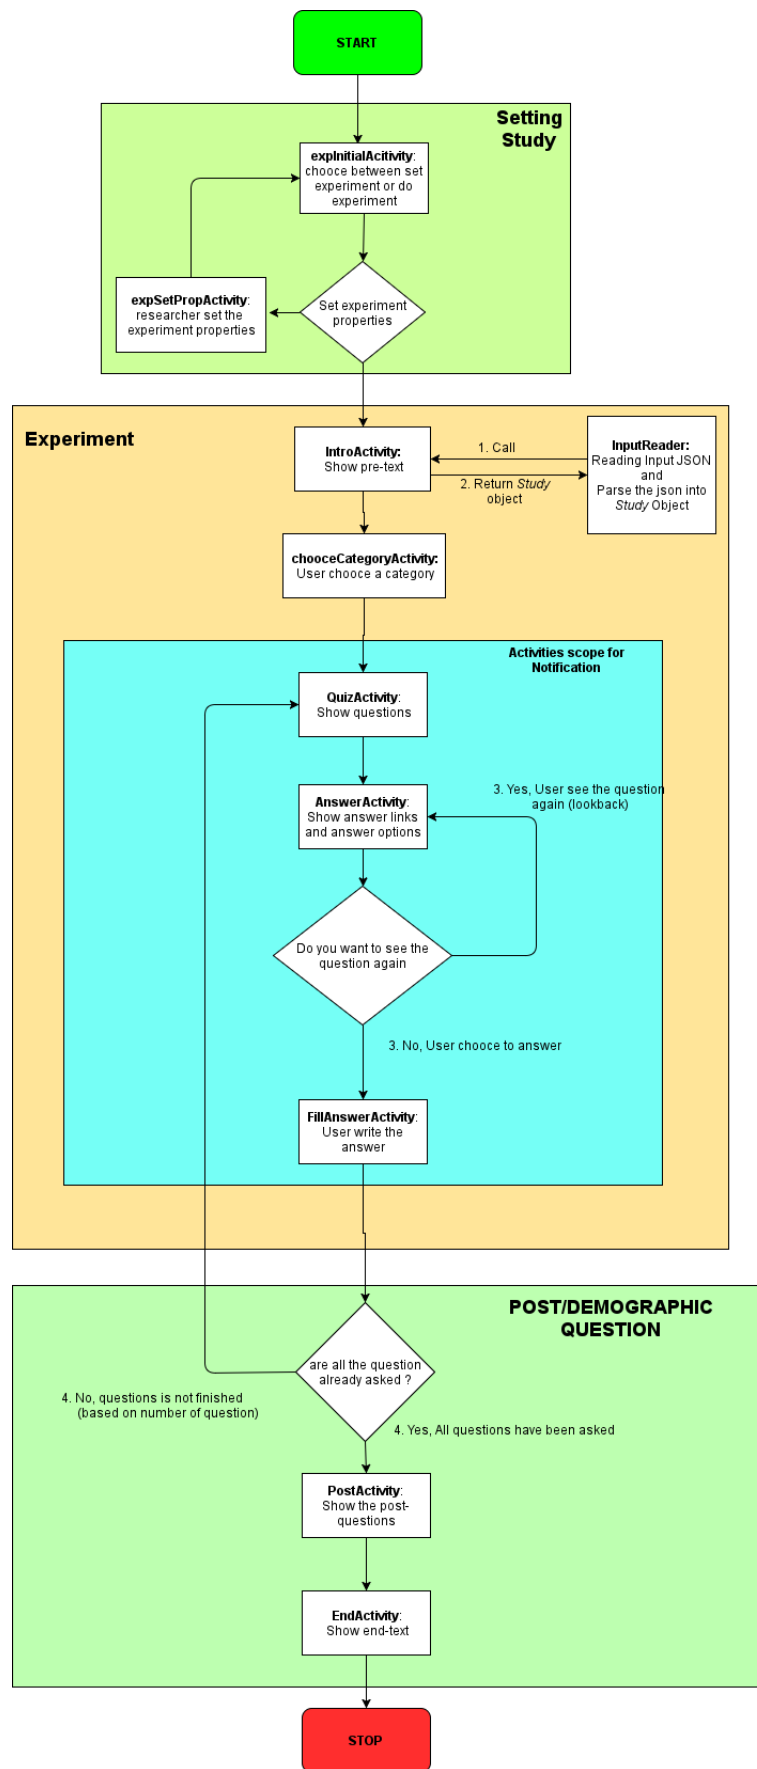 START
Setting
Study
expInitialAcitivity:
chooce between set
experiment or do
experiment
expSetPropActivity:
researcher set the
experiment properties
Set experiment
properties
Experiment
IntroActivity:
Show pre-text
1. Call
2. Return Study
object
InputReader:
Reading Input JSON
and
Parse the json into
Study Object
chooceCategoryActivity:
User chooce a category
Activities scope for
Notification
QuizActivity:
Show questions
AnswerActivity:
Show answer links
and answer options
3. Yes, User see the question
again (lookback)
Do you want to see the
question again
3. No, User chooce to answer
FillAnswerActivity:
User write the
answer
POST/DEMOGRAPHIC
QUESTION
are all the question
already asked ?
4. No, questions is not finished
(based on number of question)
4. Yes, All questions have been asked
PostActivity:
Show the post-
questions
EndActivity:
Show end-text
STOP